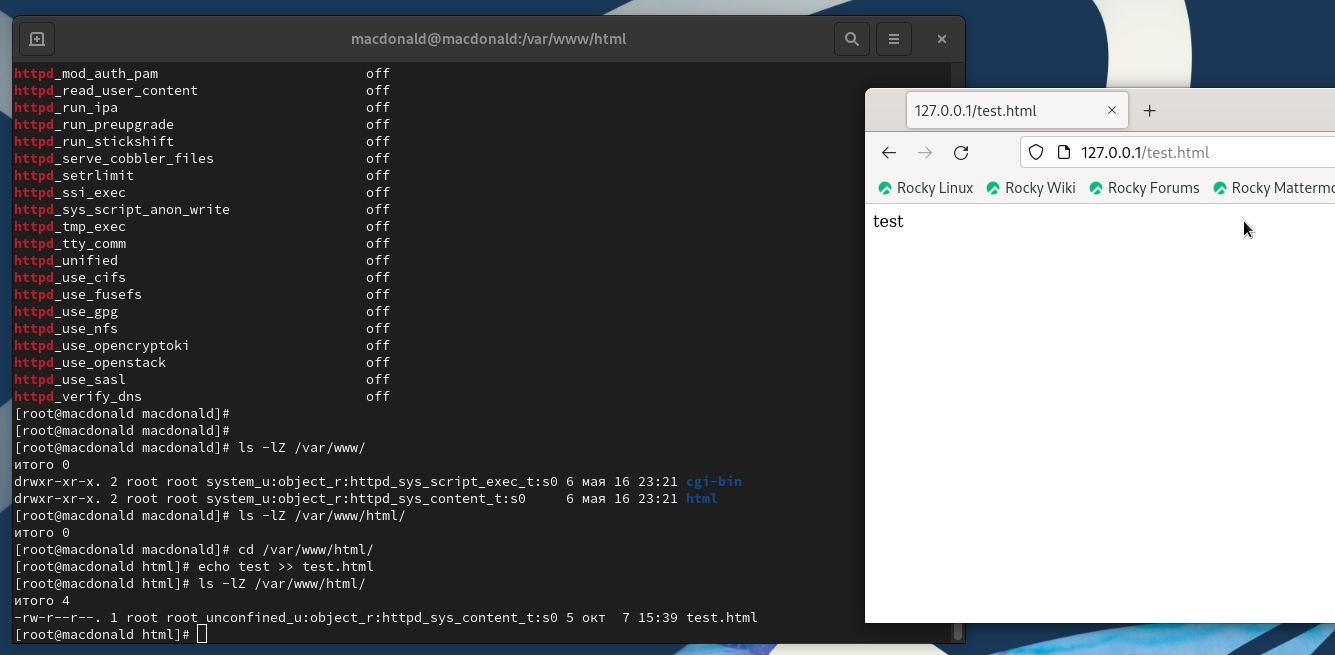 macdonald@macdonald:/var/www/html
httpd_mod_auth_pam off
httpd_read_user_content off
httpd_run_ipa off
httpd_run_preupgrade off
httpd_run_stickshift off
httpd_serve_cobbler_files off
httpd_setrlimit off
httpd_ssi_exec off
httpd_sys_script_anon_write off
httpd_tmp_exec off
httpd_tty_comm off
httpd_unified off
httpd_use_cifs off
httpd_use_fusefs off
httpd_use_gpg off
httpd_use_nfs off
httpd_use_opencryptoki off
httpd_use_openstack off
httpd_use_sasl off
httpd_verify_dns off
[root@macdonald macdonald]#
[root@macdonald macdonald]#
[root@macdonald macdonald]# ls -lZ /var/www/
итого 0
drwxr-xr-x. 2 root root system_u:object_r:httpd_sys_script_exec_t:s0 6 мая 16 23:21 cgi-bin
drwxr-xr-x. 2 root root system_u:object_r:httpd_sys_content_t:s0 6 мая 16 23:21 html
[root@macdonald macdonald]# ls -lZ /var/www/html/
итого 0
[root@macdonald macdonald]# cd /var/www/html/
[root@macdonald html]# echo test >> test.html
[root@macdonald html]# ls -lZ /var/www/html/
итого 4
-rw-r--r--. 1 root root unconfined_u:object_r:httpd_sys_content_t:s0 5 окт 7 15:39 test.html
[root@macdonald html]#
127.0.0.1/test.html
127.0.0.1/test.html
Rocky Linux Rocky Wiki Rocky Forums Rocky Mattermo
test